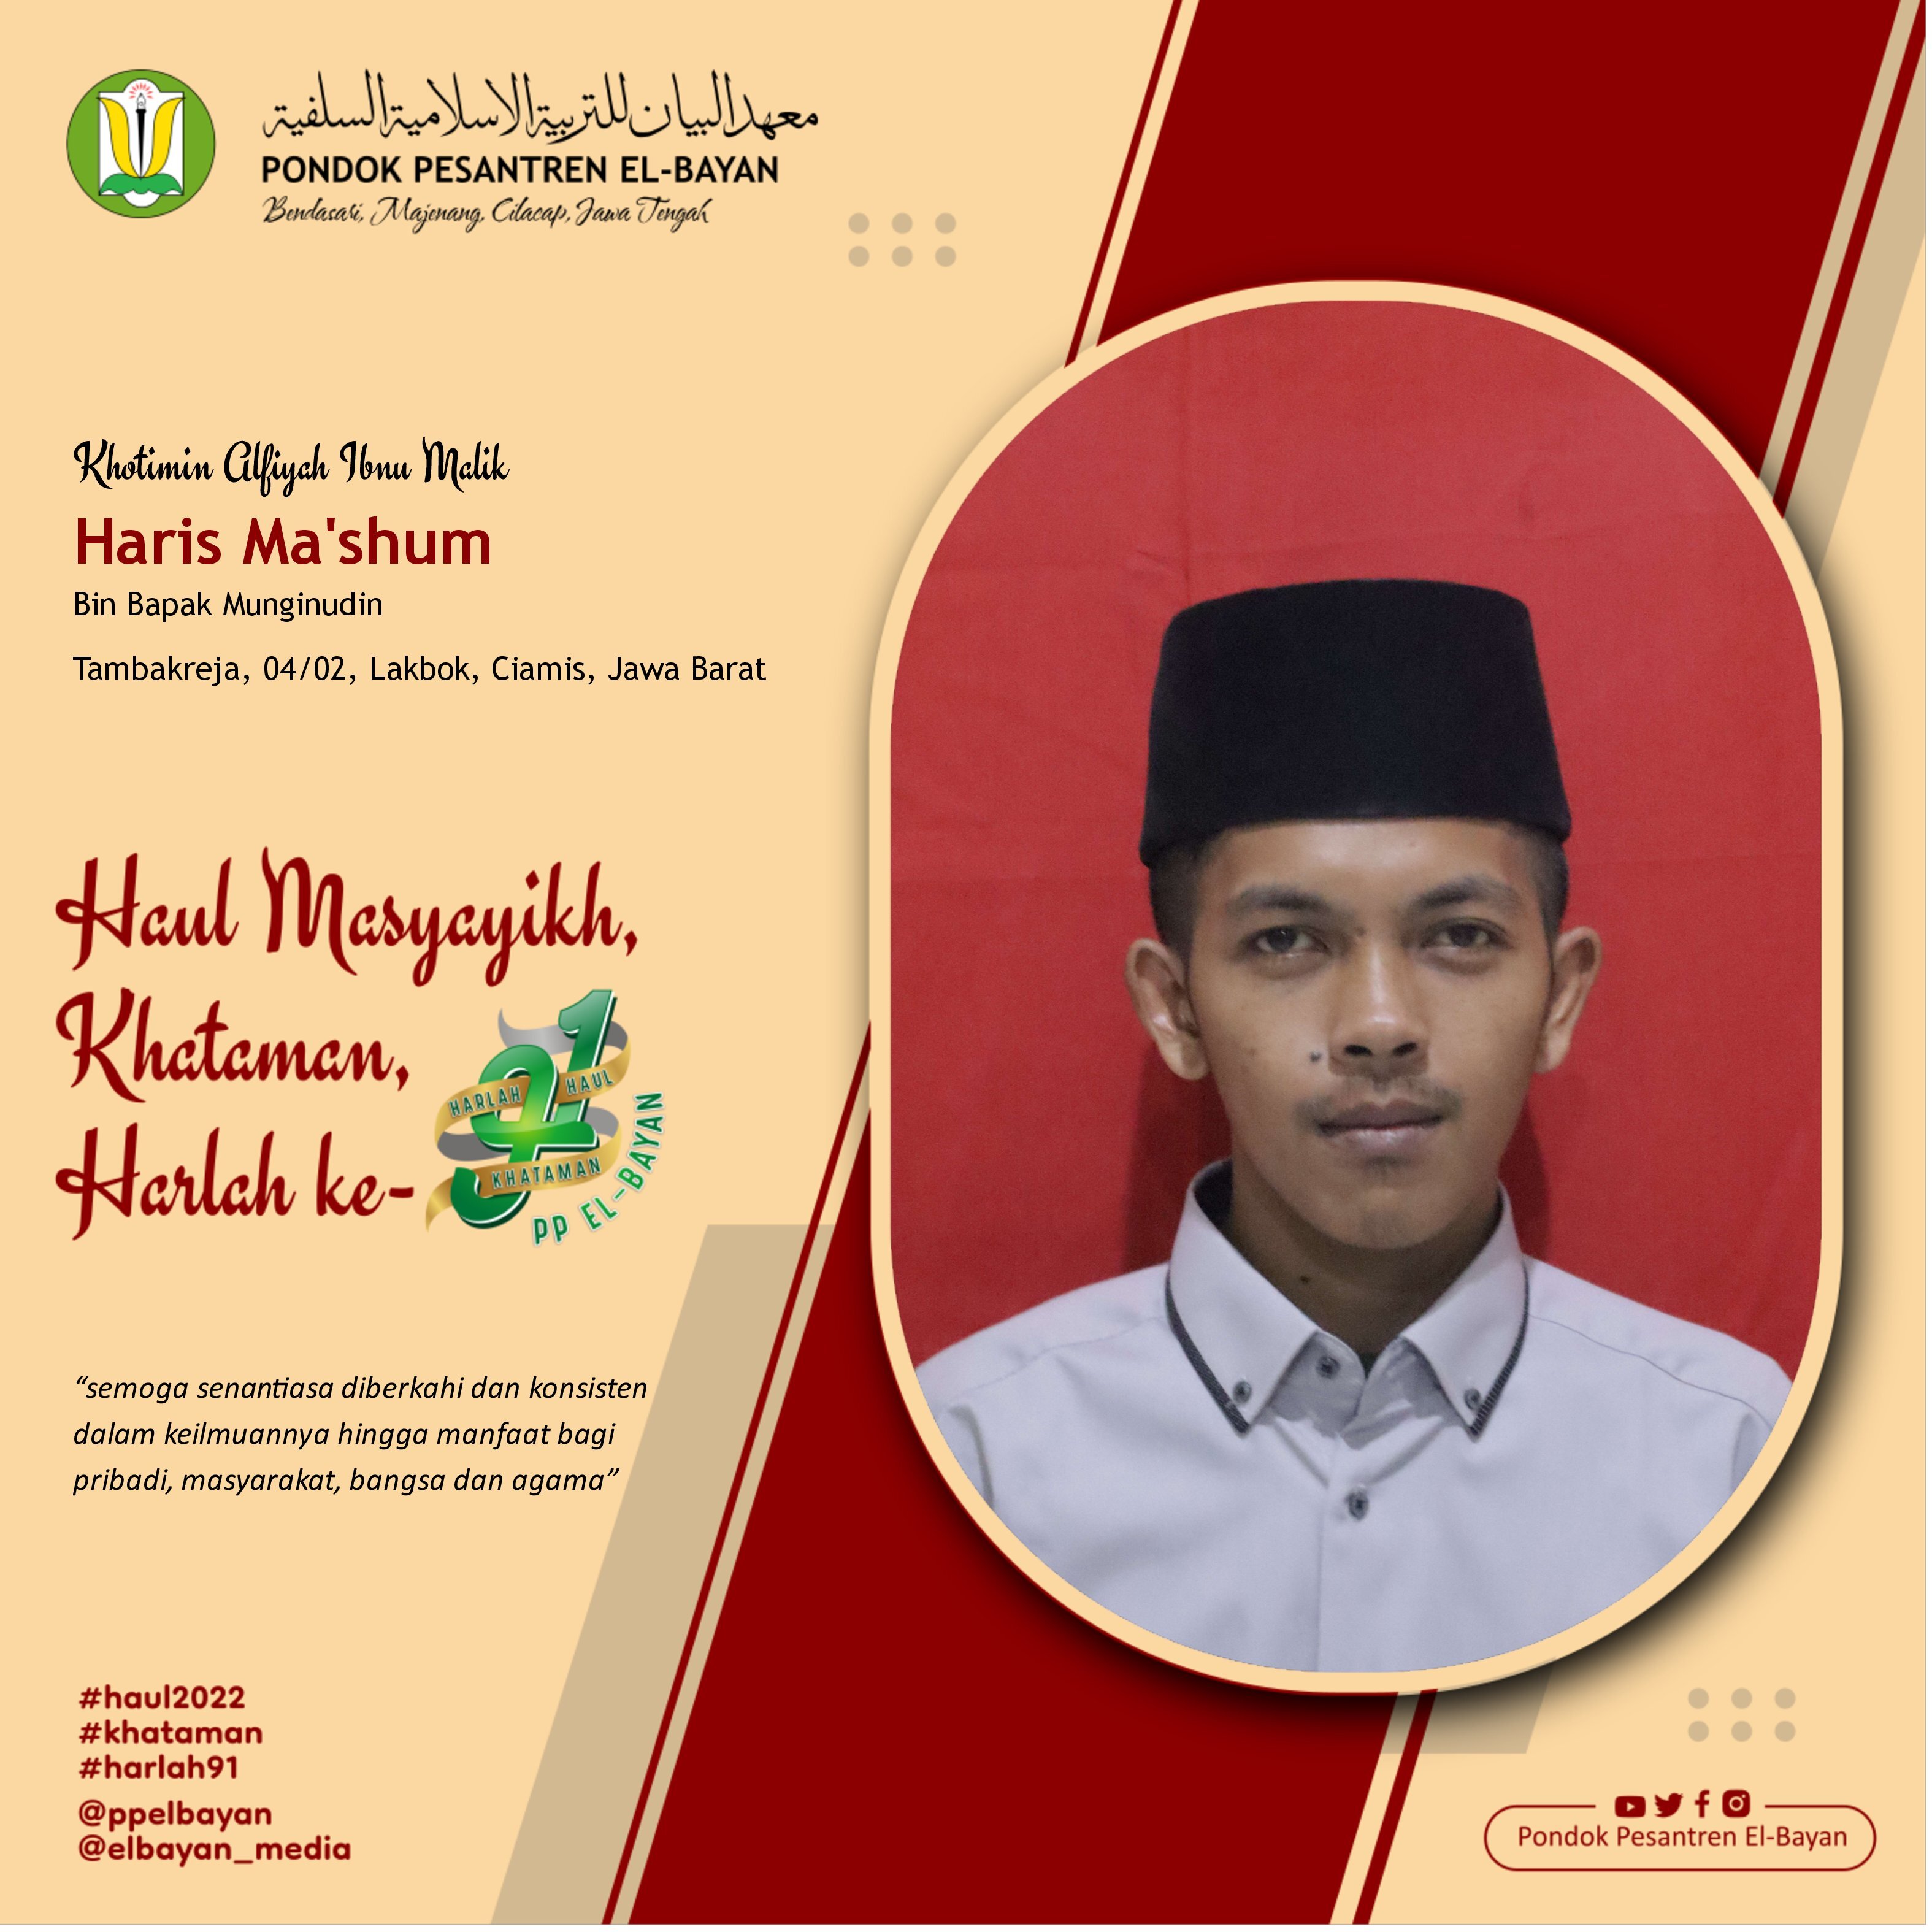 معهد البيان للتربية الاسلامية السلفية
PONDOK PESANTREN EL-BAYAN
Bendasari, Majenang, Cilacap, Jawa Tengah
Khotimin Alfiyah Ibnu Malik
Haris Ma'shum
Bin Bapak Munginudin
Tambakreja, 04/02, Lakbok, Ciamis, Jawa Barat
Haul Masyayikh,
Khataman,
Harlah ke-
91
HARLAH HAUL
KHATAMAN
PP EL-BAYAN
“semoga senantiasa diberkahi dan konsisten
dalam keilmuannya hingga manfaat bagi
pribadi, masyarakat, bangsa dan agama”
#haul2022
#khataman
#harlah91
@ppelbayan
@elbayan_media
Pondok Pesantren El-Bayan